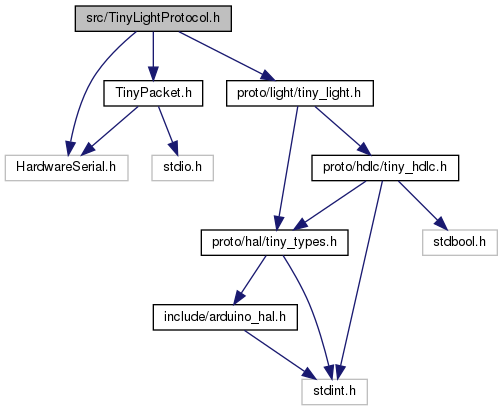 src/TinyLightProtocol.h
TinyPacket.h
proto/light/tiny_light.h
HardwareSerial.h
stdio.h
proto/hdlc/tiny_hdlc.h
proto/hal/tiny_types.h
stdbool.h
include/arduino_hal.h
stdint.h